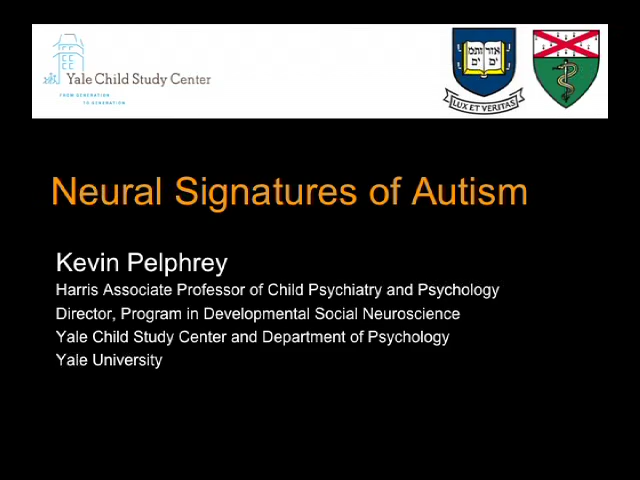 Yale Child Study Center
FROM GENERATION
TO GENERATION
LUX ET VERITAS
Neural Signatures of Autism
Kevin Pelphrey
Harris Associate Professor of Child Psychiatry and Psychology
Director, Program in Developmental Social Neuroscience
Yale Child Study Center and Department of Psychology
Yale University